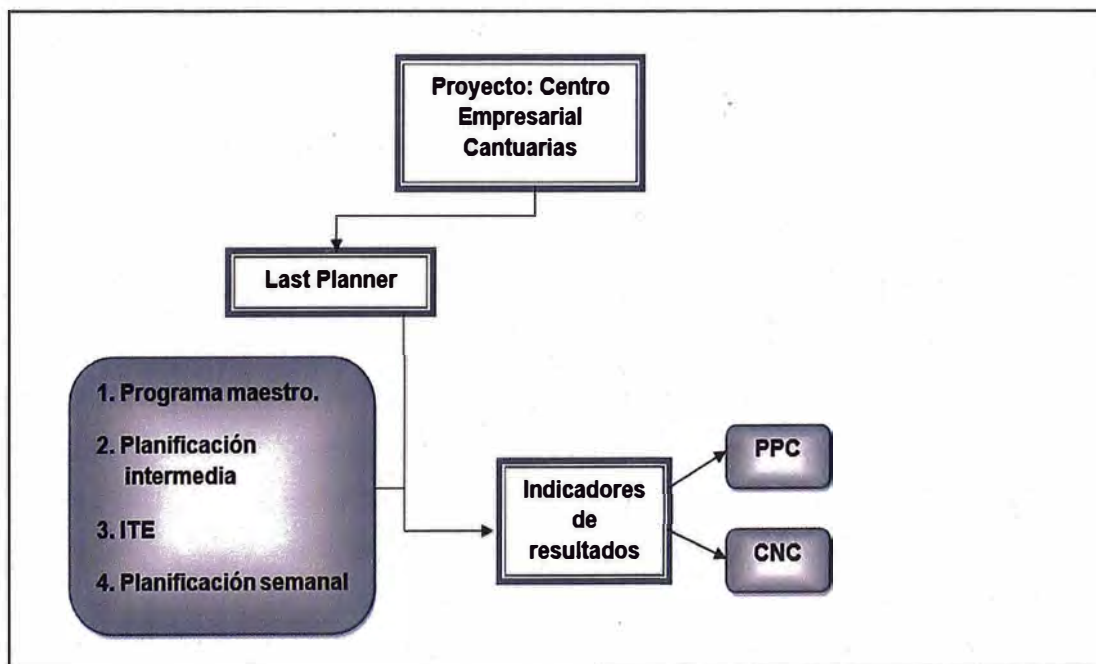 Proyecto: Centro
Empresarial
Cantuarias
Last Planner
1. Programa maestro.
2. Planificación
intermedia
3. ITE
4. Planificación semanal
Indicadores
de
resultados
PPC
CNC